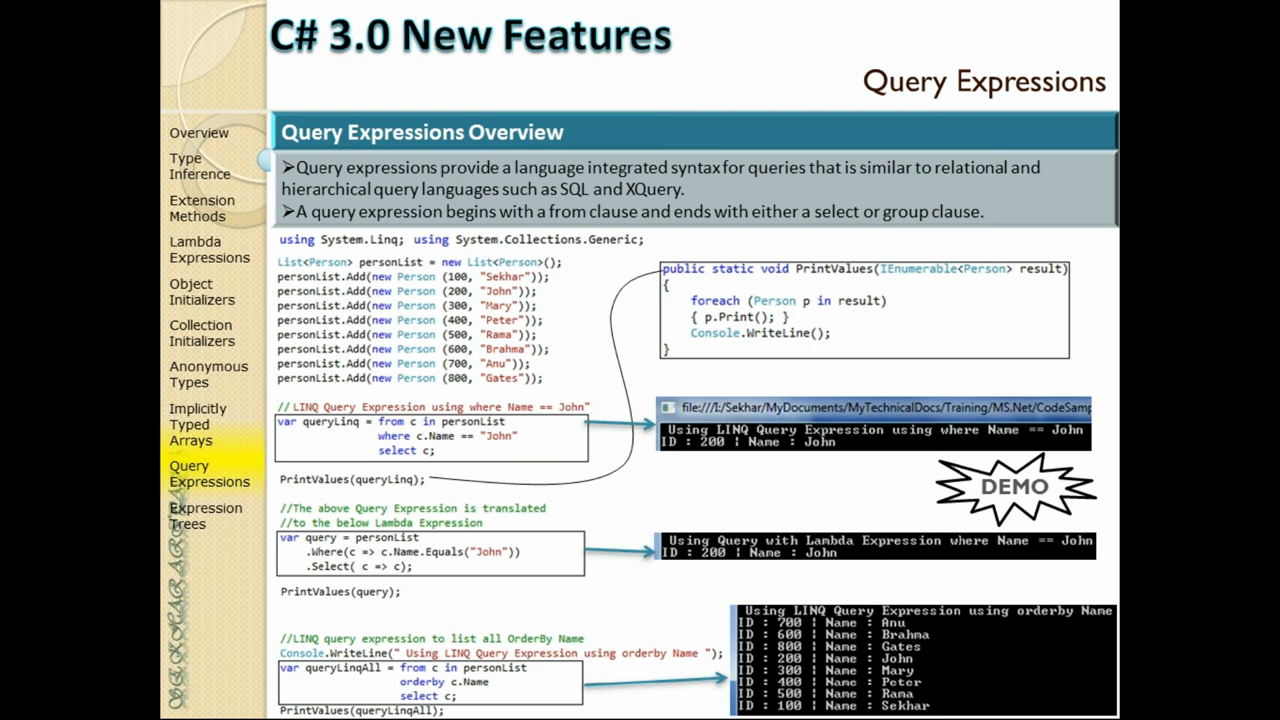 C# 3.0 New Features
Query Expressions
Overview
Type
Inference
Extension
Methods
Lambda
Expressions
Object
Initializers
Collection
Initializers
Anonymous
Types
Implicitly
Typed
Arrays
Query
Expressions
Expression
Trees
Query Expressions Overview
➢Query expressions provide a language integrated syntax for queries that is similar to relational and
hierarchical query languages such as SQL and XQuery.
➢A query expression begins with a from clause and ends with either a select or group clause.
using System.Linq; using System.Collections.Generic;
List<Person> personList = new List<Person>();
personList.Add(new Person (100, "Sekhar"));
personList.Add(new Person (200, "John"));
personList.Add(new Person (300, "Mary"));
personList.Add(new Person (400, "Peter"));
personList.Add(new Person (500, "Rama"));
personList.Add(new Person (600, "Brahma"));
personList.Add(new Person (700, "Anu"));
personList.Add(new Person (800, "Gates"));
public static void PrintValues(IEnumerable<Person> result)
{
foreach (Person p in result)
{ p.Print(); }
Console.WriteLine();
}
// LINQ Query Expression using where Name == John"
var queryLinq = from c in personList
where c.Name == "John"
select c;
PrintValues(queryLinq);
file:///I:/Sekhar/MyDocuments/MyTechnicalDocs/Training/MS.Net/CodeSamp
Using LINQ Query Expression using where Name == John
ID : 200 ¦ Name : John
DEMO
//The above Query Expression is translated
//to the below Lambda Expression
var query = personList
.Where(c => c.Name.Equals("John"))
.Select( c => c);
PrintValues(query);
Using Query with Lambda Expression where Name == John
ID : 200 ¦ Name : John
//LINQ query expression to list all OrderBy Name
Console.WriteLine(" Using LINQ Query Expression using orderby Name ");
var queryLinqAll = from c in personList
orderby c.Name
select c;
PrintValues(queryLinqAll);
Using LINQ Query Expression using orderby Name
ID : 700 ¦ Name : Anu
ID : 600 ¦ Name : Brahma
ID : 800 ¦ Name : Gates
ID : 200 ¦ Name : John
ID : 300 ¦ Name : Mary
ID : 400 ¦ Name : Peter
ID : 500 ¦ Name : Rama
ID : 100 ¦ Name : Sekhar